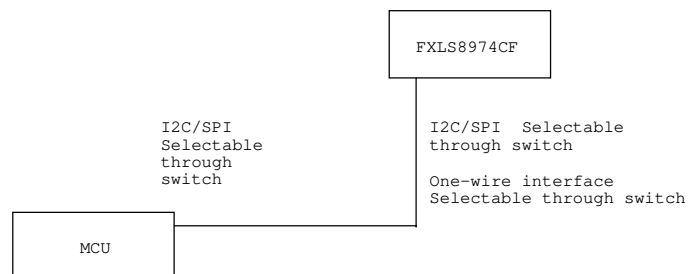 FXLS8974CF
I2C/SPI
Selectable
through
switch
I2C/SPI  Selectable
through switch
One-wire interface
Selectable through switch
MCU